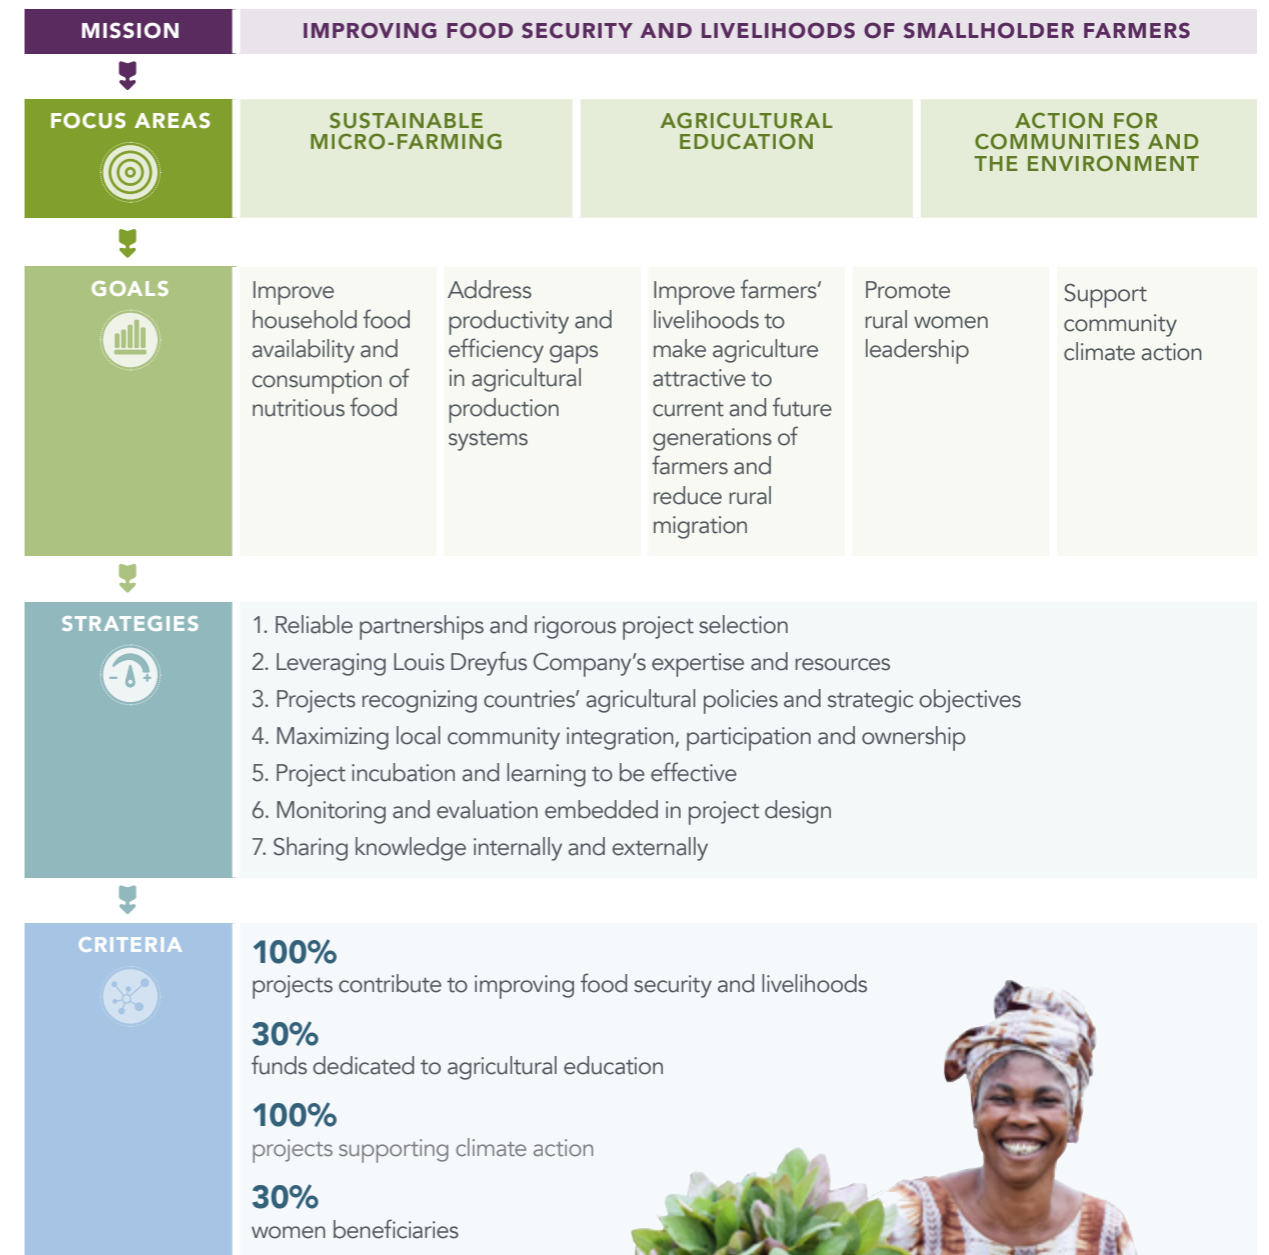 MISSION
IMPROVING FOOD SECURITY AND LIVELIHOODS OF SMALLHOLDER FARMERS
FOCUS AREAS
SUSTAINABLE
MICRO-FARMING
AGRICULTURAL
EDUCATION
ACTION FOR
COMMUNITIES AND
THE ENVIRONMENT
GOALS
Improve
household food
availability and
consumption of
nutritious food
Address
productivity and
efficiency gaps
in agricultural
production
systems
Improve farmers’
livelihoods to
make agriculture
attractive to
current and future
generations of
farmers and
reduce rural
migration
Promote
rural women
leadership
Support
community
climate action
STRATEGIES
1. Reliable partnerships and rigorous project selection
2. Leveraging Louis Dreyfus Company’s expertise and resources
3. Projects recognizing countries’ agricultural policies and strategic objectives
4. Maximizing local community integration, participation and ownership
5. Project incubation and learning to be effective
6. Monitoring and evaluation embedded in project design
7. Sharing knowledge internally and externally
CRITERIA
100%
projects contribute to improving food security and livelihoods
30%
funds dedicated to agricultural education
100%
projects supporting climate action
30%
women beneficiaries